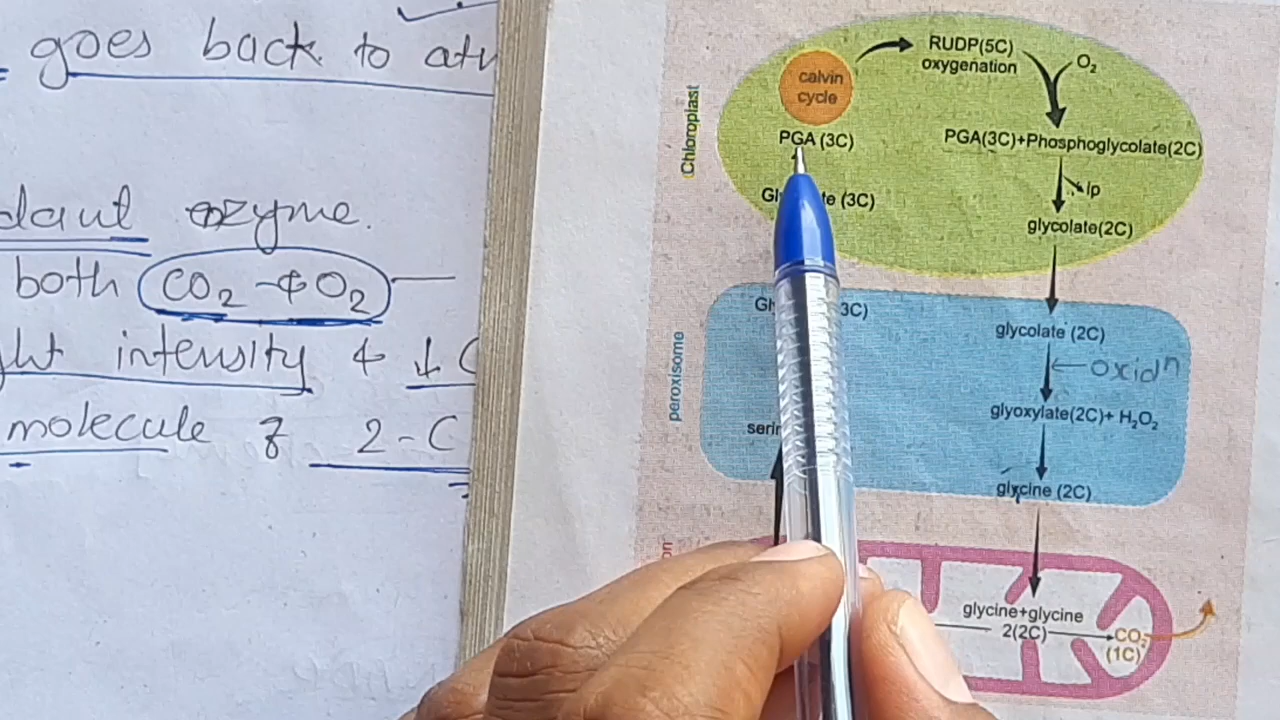 goes back to atm
dant enzyme.
both CO₂ & O₂
ght intensity & ↓ C
molecule of 2-C
Chloroplast
calvin
cycle
RUDP(5C)
oxygenation
O₂
PGA (3C)
PGA(3C)+Phosphoglycolate(2C)
Ip
(3C)
glycolate(2C)
peroxisome
3C)
glycolate (2C)
← oxidⁿ
glyoxylate(2C)+ H₂O₂
glycine (2C)
glycine+glycine
2(2C)
CO₂
(1C)